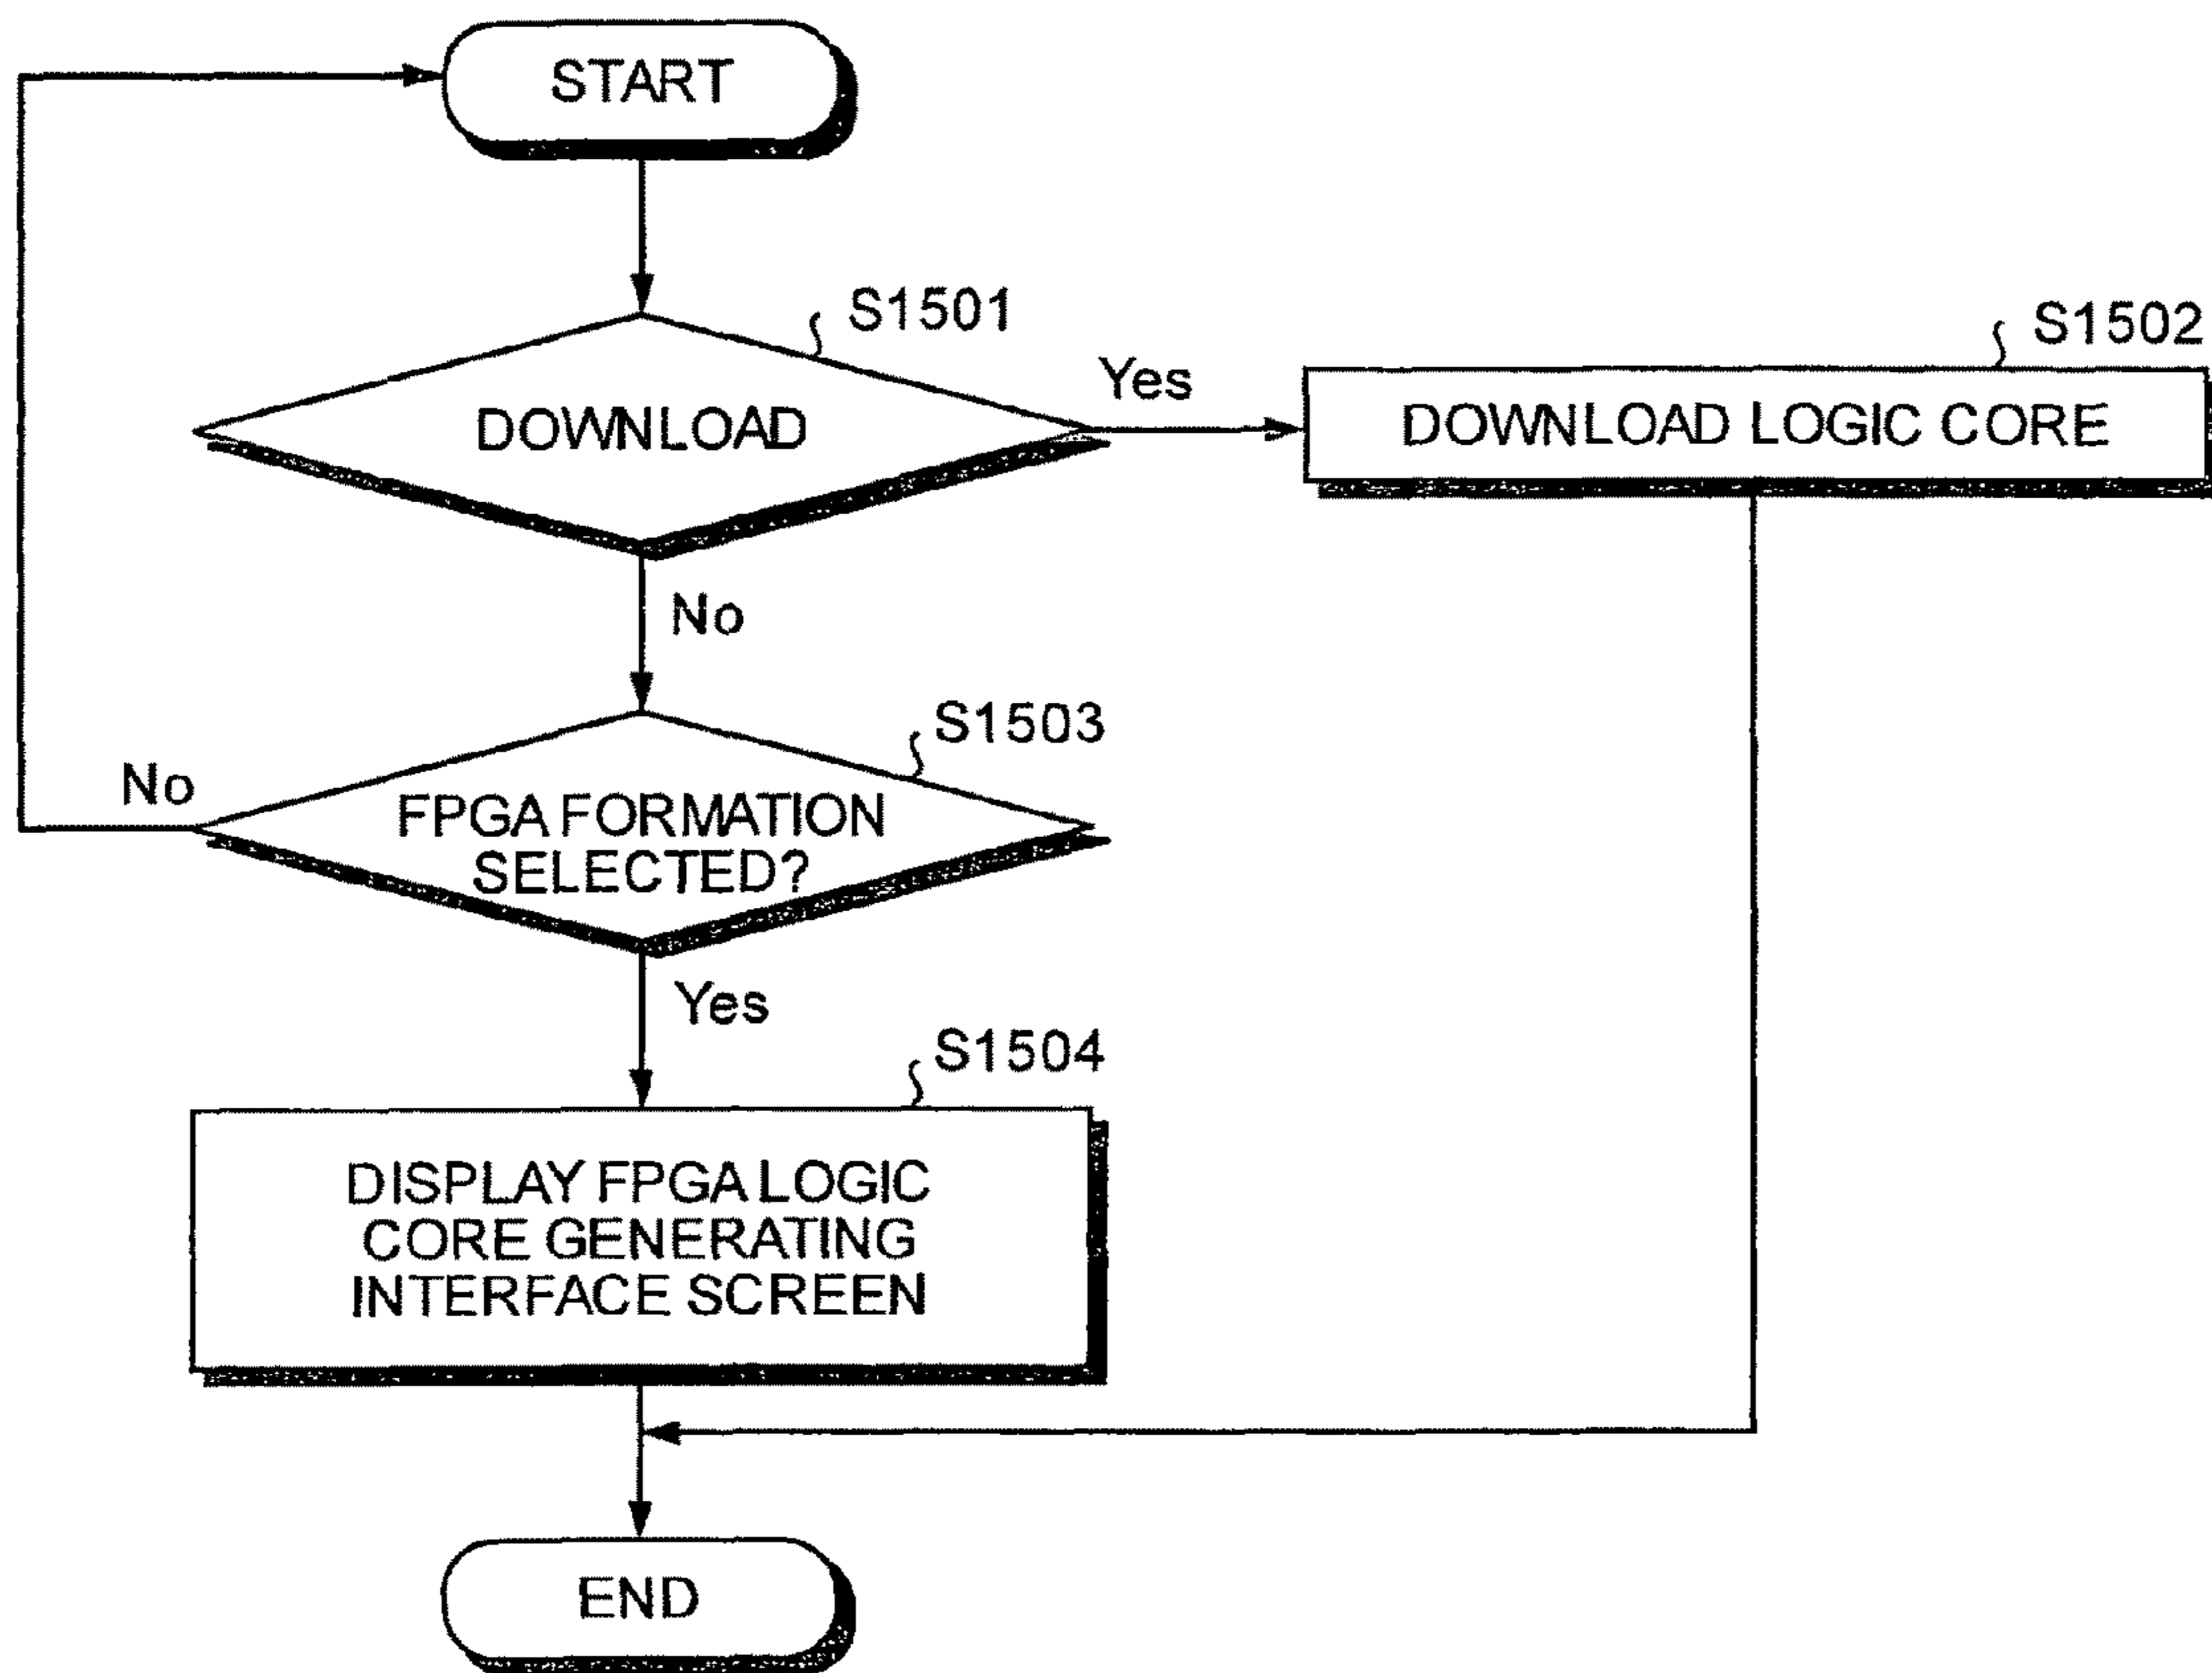 START
S1501
DOWNLOAD
Yes
S1502
DOWNLOAD LOGIC CORE
No
S1503
No
FPGA FORMATION
SELECTED?
Yes
S1504
DISPLAY FPGA LOGIC
CORE GENERATING
INTERFACE SCREEN
END